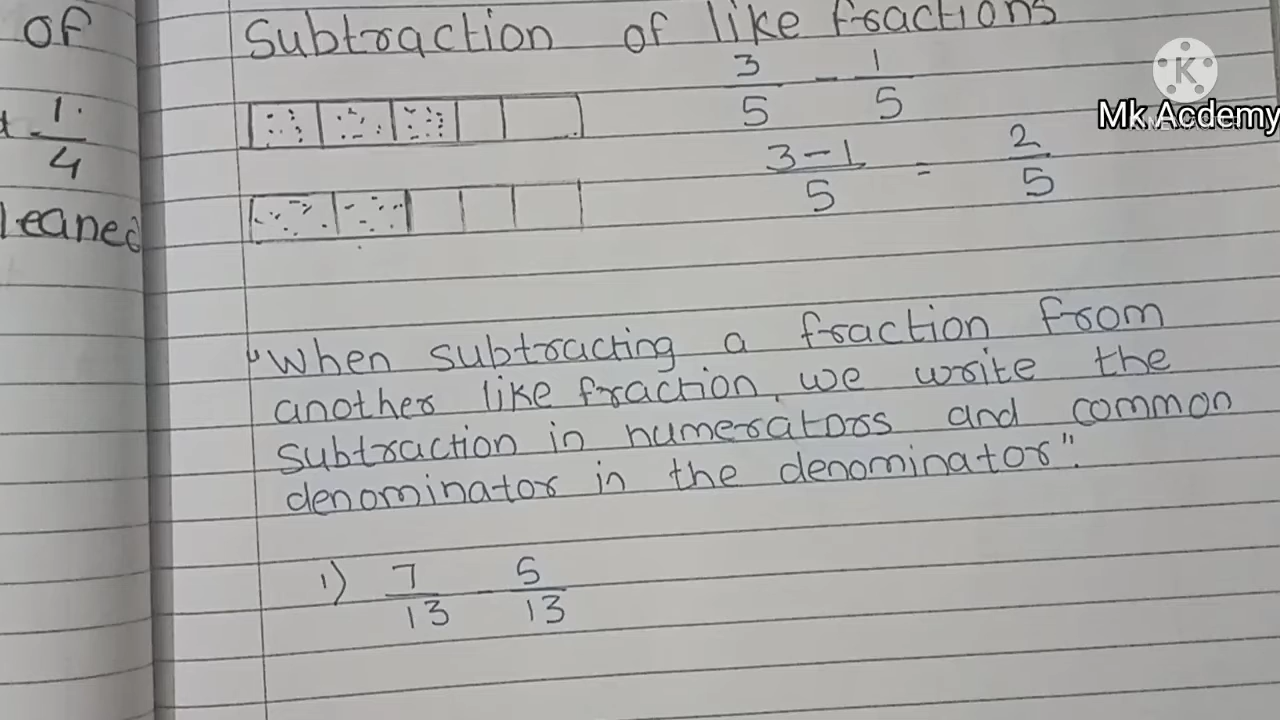 of
1
4
leaned
Subtraction of like fractions
3/5 - 1/5
3-1/5 = 2/5
"When subtracting a fraction from
another like fraction, we write the
subtraction in numerators and common
denominator in the denominator".
1) 7/13 - 5/13
K
Mk Acdemy